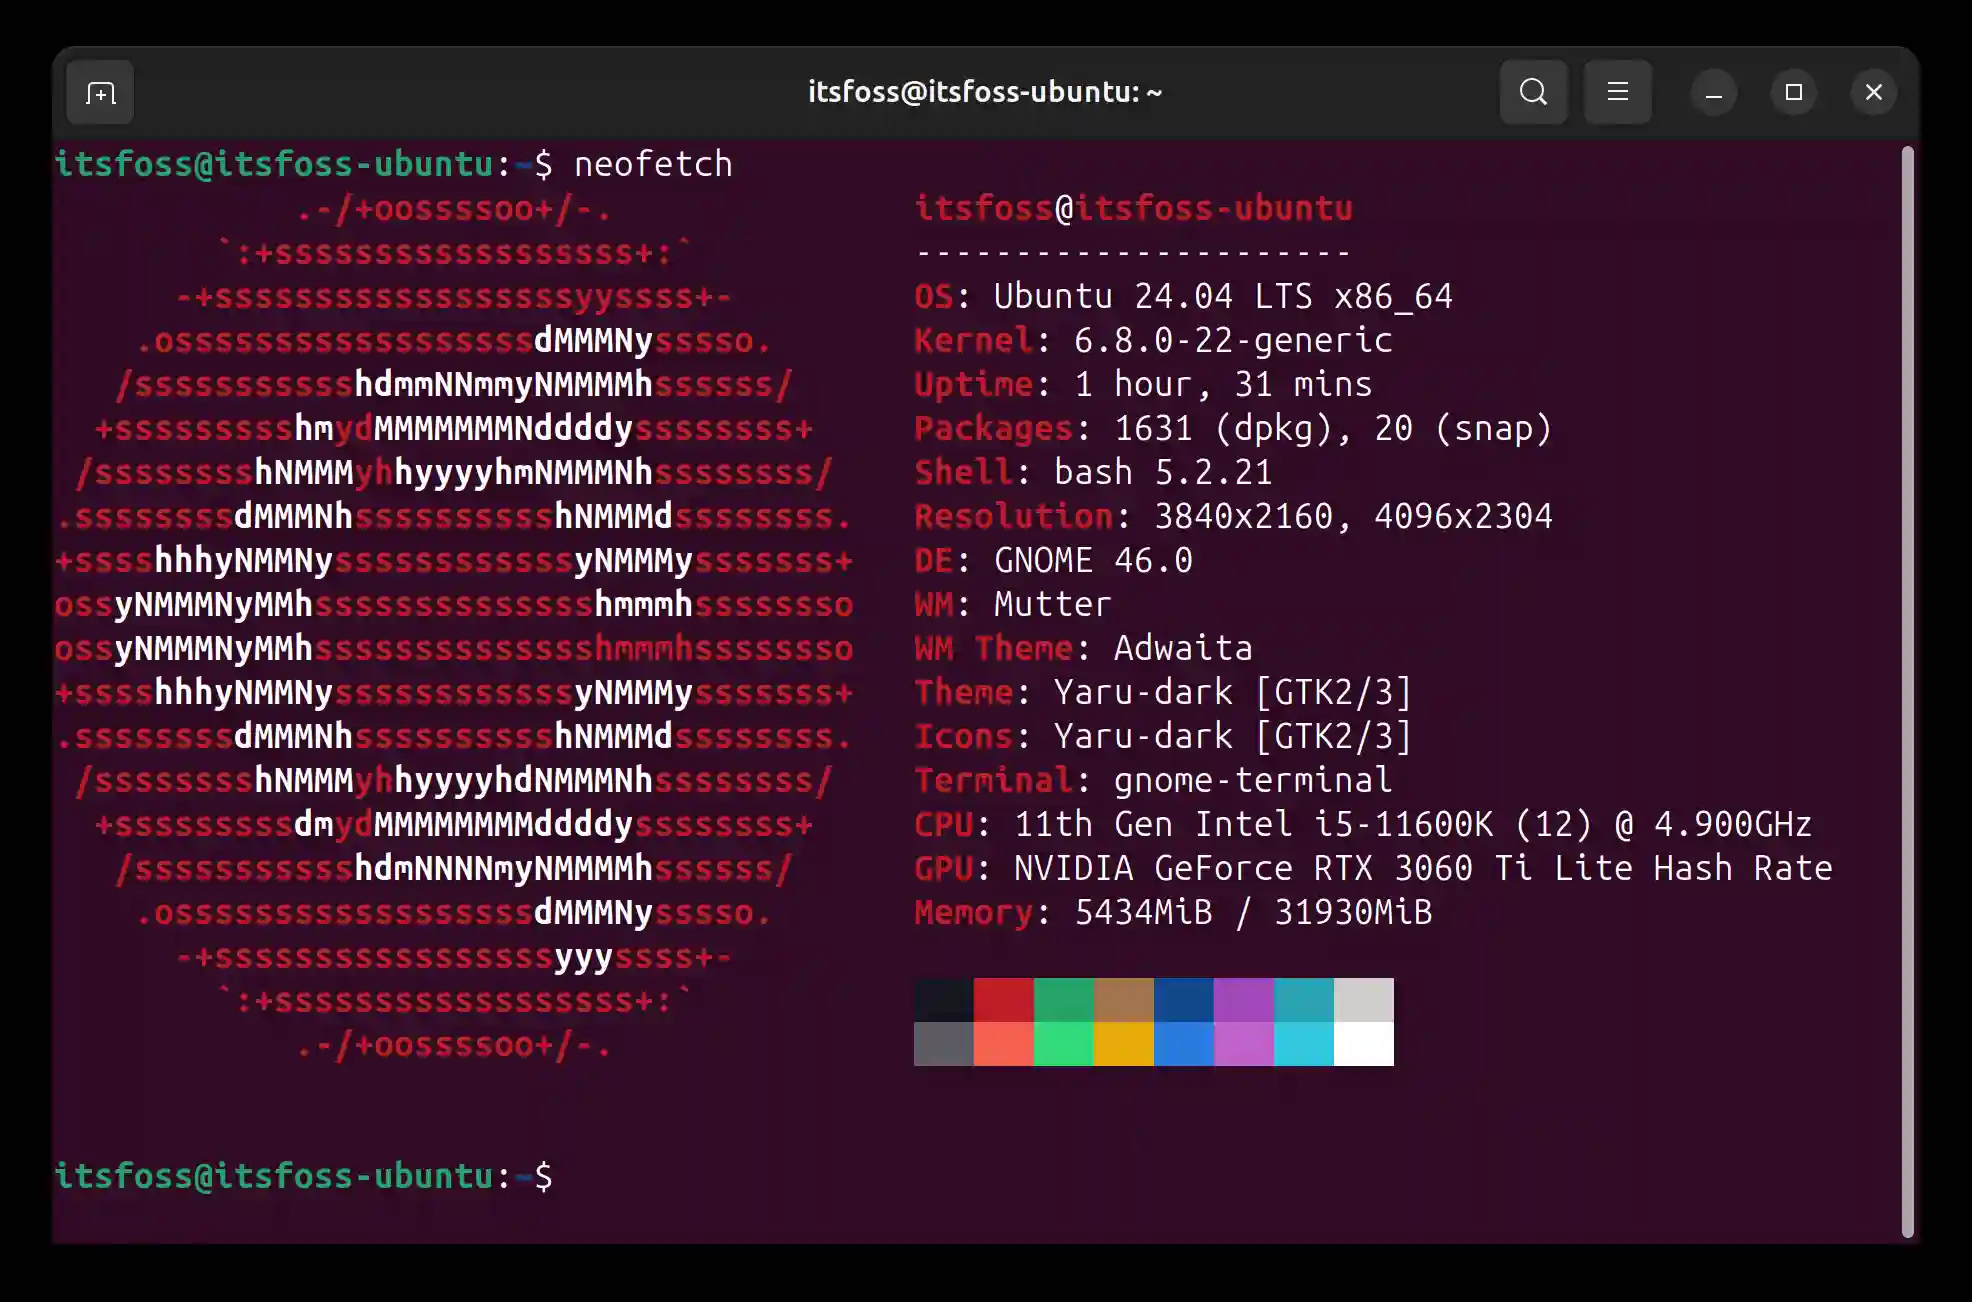 itsfoss@itsfoss-ubuntu: ~
itsfoss@itsfoss-ubuntu:~$ neofetch
            .-/+oossssoo+/-.               itsfoss@itsfoss-ubuntu
        `:+ssssssssssssssssss+:`           ----------------------
      -+ssssssssssssssssssyyssss+-         OS: Ubuntu 24.04 LTS x86_64
    .ossssssssssssssssssdMMMNysssso.       Kernel: 6.8.0-22-generic
   /ssssssssssshdmmNNmmyNMMMMhssssss/      Uptime: 1 hour, 31 mins
  +ssssssssshmydMMMMMMMNddddyssssssss+     Packages: 1631 (dpkg), 20 (snap)
 /sssssssshNMMMyhhyyyyhmNMMMNhssssssss/    Shell: bash 5.2.21
.ssssssssdMMMNhsssssssssshNMMMdssssssss.   Resolution: 3840x2160, 4096x2304
+sssshhhyNMMNyssssssssssssyNMMMysssssss+   DE: GNOME 46.0
ossyNMMMNyMMhsssssssssssssshmmmhssssssso   WM: Mutter
ossyNMMMNyMMhsssssssssssssshmmmhssssssso   WM Theme: Adwaita
+sssshhhyNMMNyssssssssssssyNMMMysssssss+   Theme: Yaru-dark [GTK2/3]
.ssssssssdMMMNhsssssssssshNMMMdssssssss.   Icons: Yaru-dark [GTK2/3]
 /sssssssshNMMMyhhyyyyhdNMMMNhssssssss/    Terminal: gnome-terminal
  +sssssssssdmydMMMMMMMMddddyssssssss+     CPU: 11th Gen Intel i5-11600K (12) @ 4.900GHz
   /ssssssssssshdmNNNNmyNMMMMhssssss/      GPU: NVIDIA GeForce RTX 3060 Ti Lite Hash Rate
    .ossssssssssssssssssdMMMNysssso.       Memory: 5434MiB / 31930MiB
      -+sssssssssssssssssyyyssss+-
        `:+ssssssssssssssssss+:`
            .-/+oossssoo+/-.
itsfoss@itsfoss-ubuntu:~$